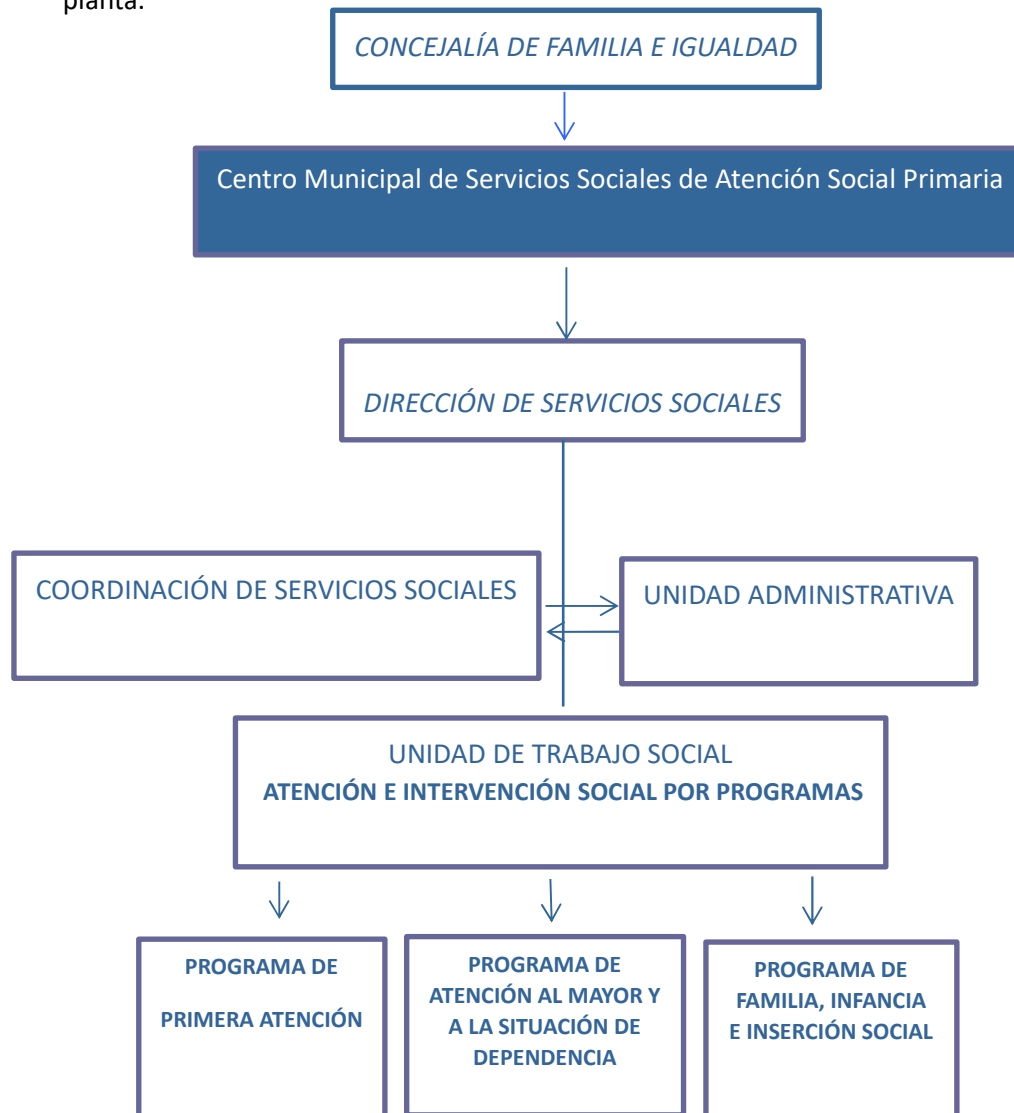 planta.
CONCEJALÍA DE FAMILIA E IGUALDAD
Centro Municipal de Servicios Sociales de Atención Social Primaria
DIRECCIÓN DE SERVICIOS SOCIALES
COORDINACIÓN DE SERVICIOS SOCIALES
UNIDAD ADMINISTRATIVA
UNIDAD DE TRABAJO SOCIAL
ATENCIÓN E INTERVENCIÓN SOCIAL POR PROGRAMAS
PROGRAMA DE
PRIMERA ATENCIÓN
PROGRAMA DE
ATENCIÓN AL MAYOR Y
A LA SITUACIÓN DE
DEPENDENCIA
PROGRAMA DE
FAMILIA, INFANCIA
E INSERCIÓN SOCIAL